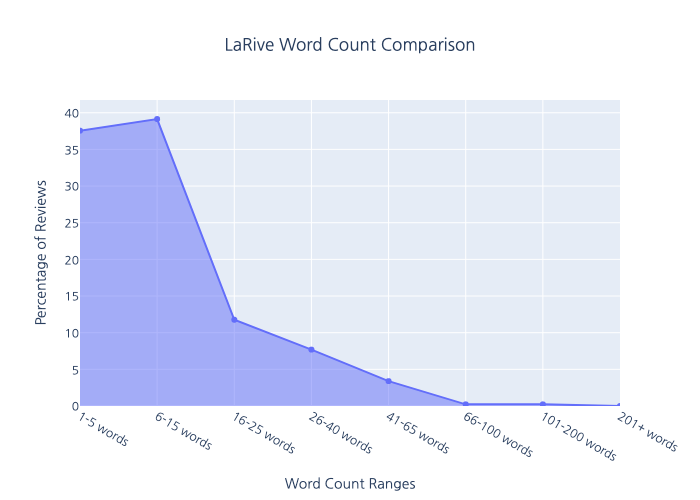 LaRive Word Count Comparison
Percentage of Reviews
40
35
30
25
20
15
10
5
0
1-5 words
6-15 words
16-25 words
26-40 words
41-65 words
66-100 words
101-200 words
201+ words
Word Count Ranges